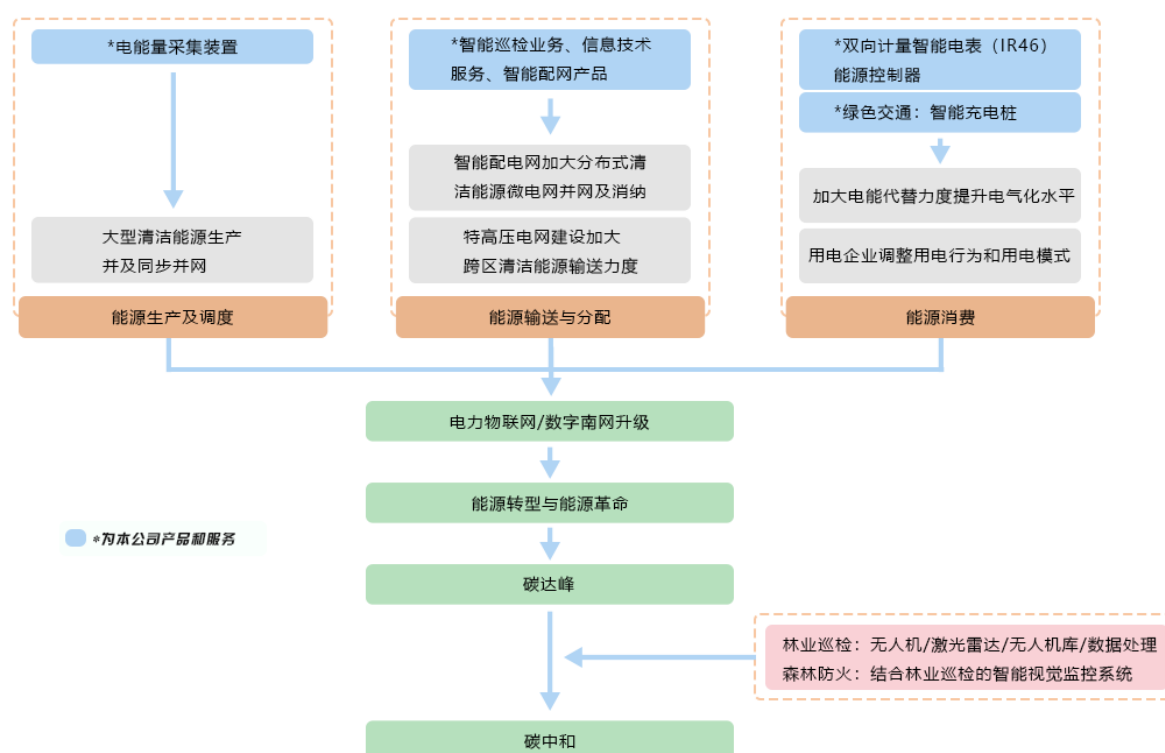 *电能量采集装置
大型清洁能源生产
并及同步并网
能源生产及调度
*智能巡检业务、信息技术
服务、智能配网产品
智能配电网加大分布式清
洁能源微电网并网及消纳
特高压电网建设加大
跨区清洁能源输送力度
能源输送与分配
*双向计量智能电表（IR46）
能源控制器
*绿色交通：智能充电桩
加大电能代替力度提升电气化水平
用电企业调整用电行为和用电模式
能源消费
电力物联网/数字南网升级
能源转型与能源革命
*为本公司产品和服务
碳达峰
林业巡检：无人机/激光雷达/无人机库/数据处理
森林防火：结合林业巡检的智能视觉监控系统
碳中和